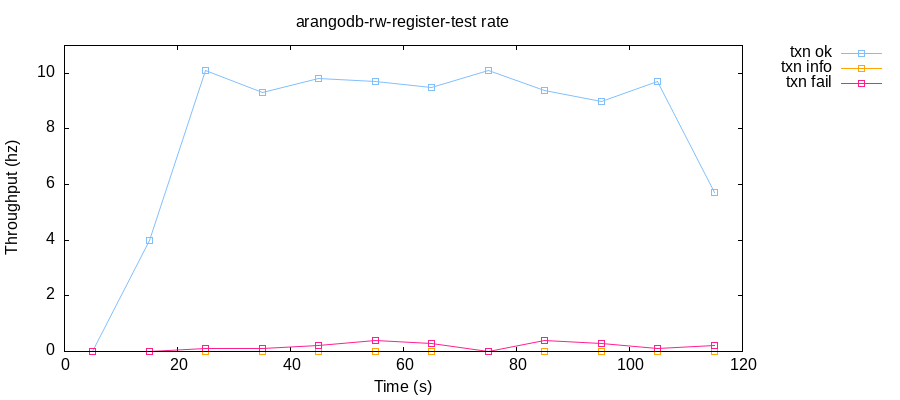 arangodb-rw-register-test rate
txn ok
txn info
txn fail
Throughput (hz)
10
8
6
4
2
0
0 20 40 60 80 100 120
Time (s)